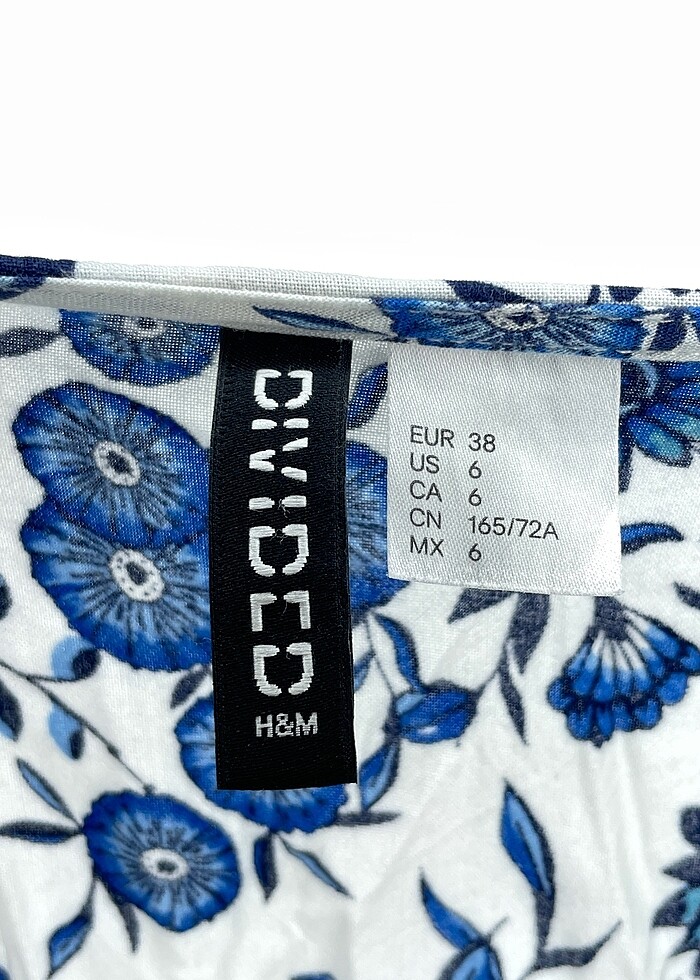 DIVIDED
H&M
EUR 38
US 6
CA 6
CN 165/72A
MX 6